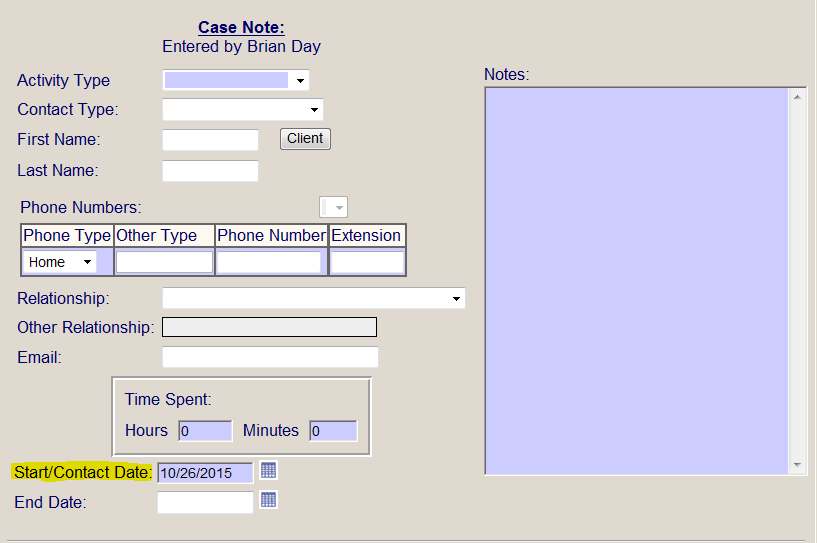 Case Note:
Entered by Brian Day
Activity Type
Contact Type:
First Name:
Client
Last Name:
Phone Numbers:
Phone Type Other Type Phone Number Extension
Home
Relationship:
Other Relationship:
Email:
Time Spent:
Hours 0 Minutes 0
Start/Contact Date: 10/26/2015
End Date:
Notes: